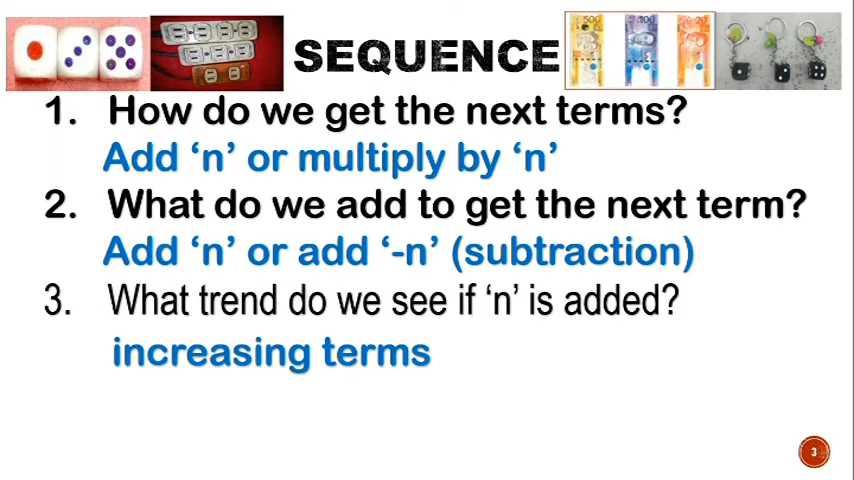 SEQUENCE
1. How do we get the next terms?
Add ‘n’ or multiply by ‘n’
2. What do we add to get the next term?
Add ‘n’ or add ‘-n’ (subtraction)
3. What trend do we see if ‘n’ is added?
increasing terms
3